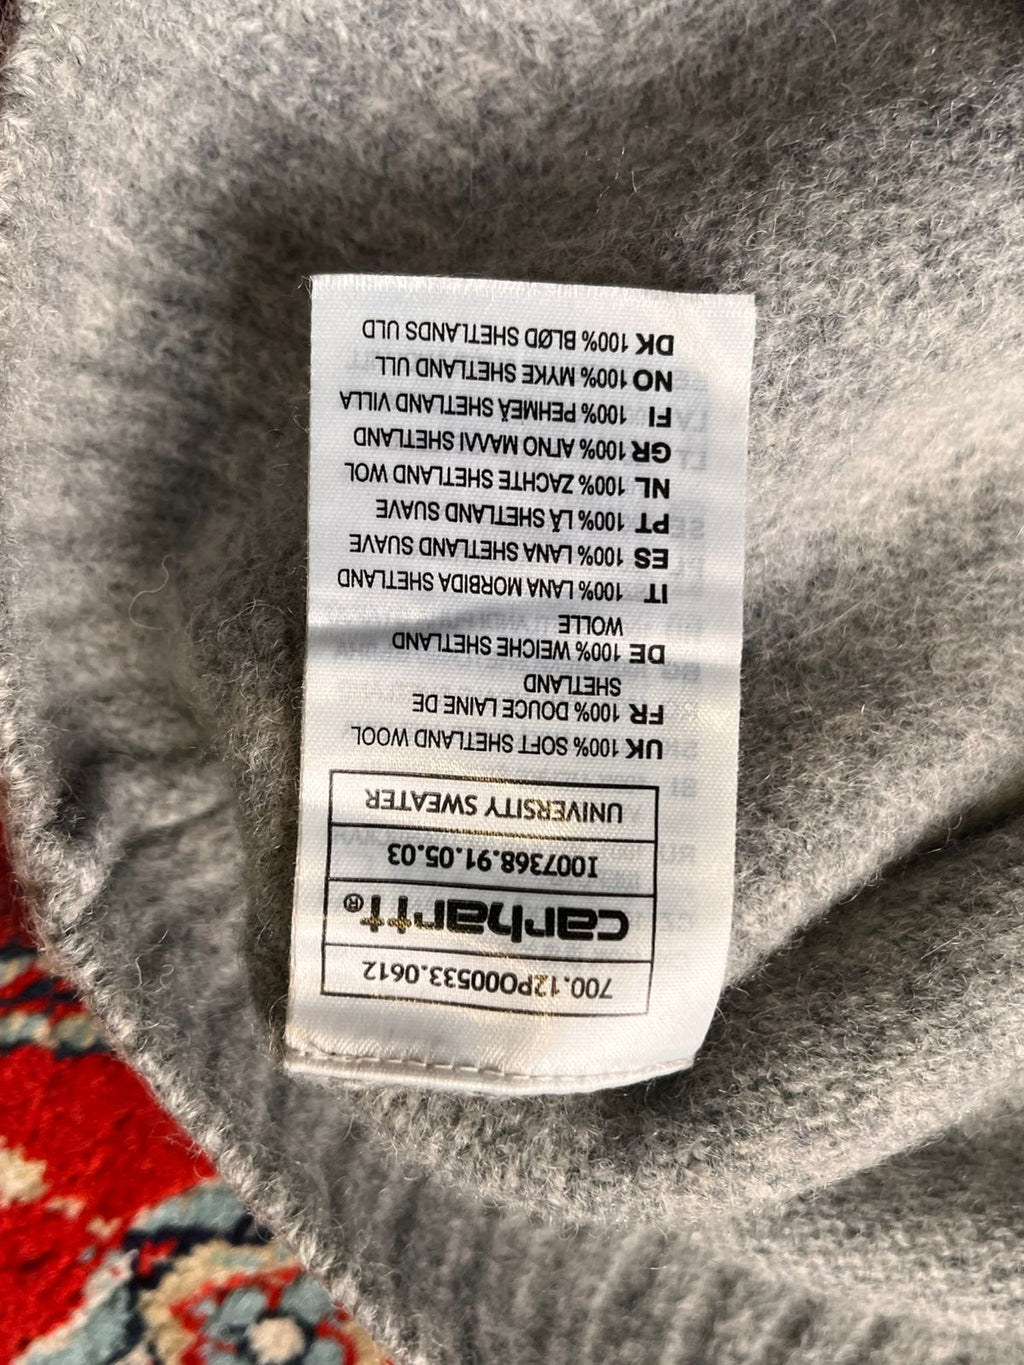 700.12PO00533.0612
carhartt®
I007368.91.05.03
UNIVERSITY SWEATER
UK 100% SOFT SHETLAND WOOL
FR 100% DOUCE LAINE DE
SHETLAND
DE 100% WEICHE SHETLAND
WOLLE
IT 100% LANA MORBIDA SHETLAND
ES 100% LANA SHETLAND SUAVE
PT 100% LÃ SHETLAND SUAVE
NL 100% ZACHTE SHETLAND WOL
GR 100% ΑΓΝΟ ΜΑΛΛΙ SHETLAND
FI 100% PEHMEÄ SHETLAND VILLA
NO 100% MYKE SHETLAND ULL
DK 100% BLØD SHETLANDS ULD